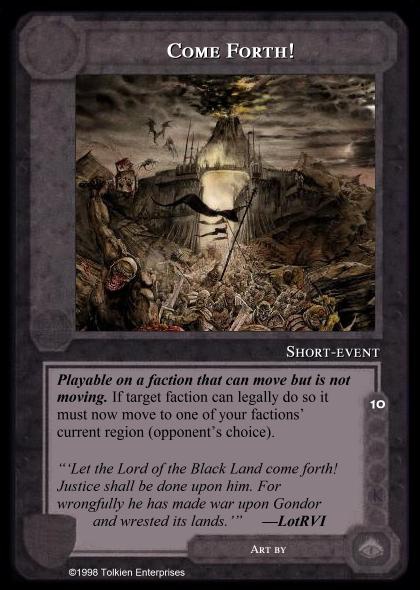 COME FORTH!
SHORT-EVENT
Playable on a faction that can move but is not
moving. If target faction can legally do so it
must now move to one of your factions'
current region (opponent's choice).
10
“‘Let the Lord of the Black Land come forth!
Justice shall be done upon him. For
wrongfully he has made war upon Gondor
and wrested its lands.’” —LotRVI
ART BY
©1998 Tolkien Enterprises